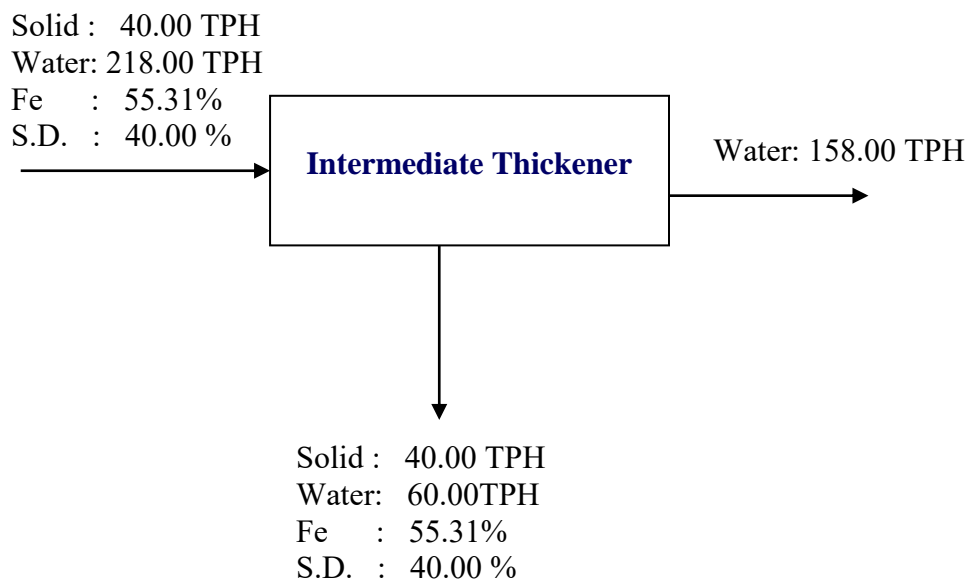 Solid : 40.00 TPH
Water: 218.00 TPH
Fe : 55.31%
S.D. : 40.00 %
Intermediate Thickener
Water: 158.00 TPH
Solid : 40.00 TPH
Water: 60.00TPH
Fe : 55.31%
S.D. : 40.00 %